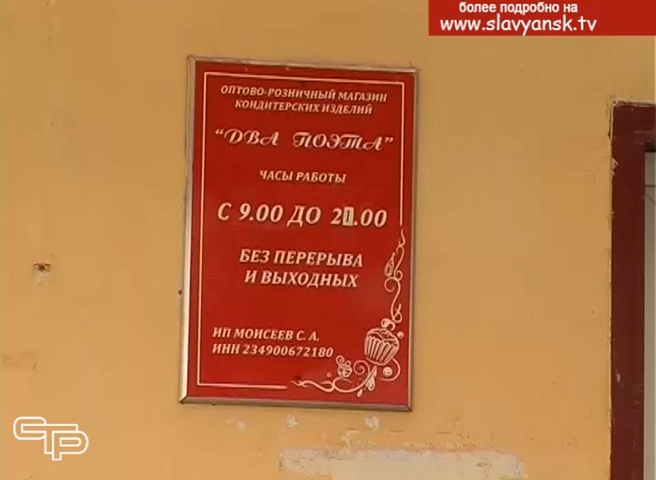 более подробно на
www.slavyansk.tv
ОПТОВО-РОЗНИЧНЫЙ МАГАЗИН
КОНДИТЕРСКИХ ИЗДЕЛИЙ
"ДВА ПОЭТА"
ЧАСЫ РАБОТЫ
С 9.00 ДО 21.00
БЕЗ ПЕРЕРЫВА
И ВЫХОДНЫХ
ИП МОИСЕЕВ С. А.
ИНН 234900672180
СТР